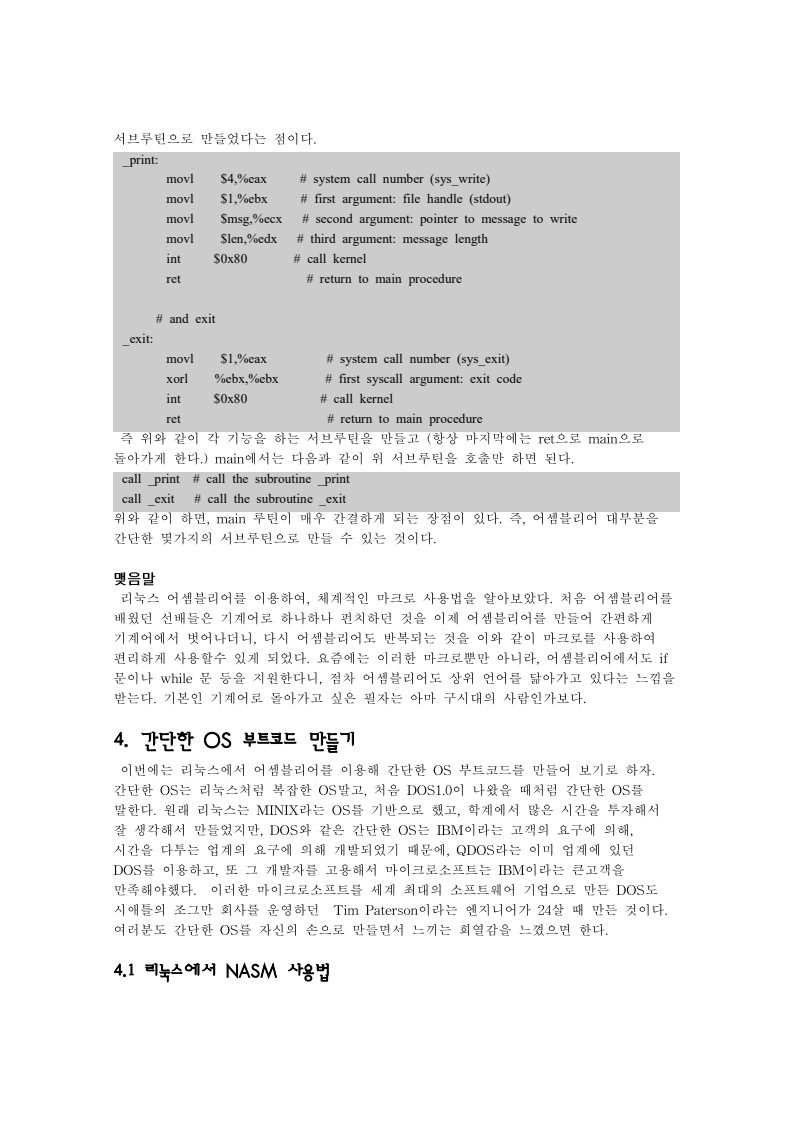 서브루틴으로 만들었다는 점이다.
_print:
movl $4,%eax # system call number (sys_write)
movl $1,%ebx # first argument: file handle (stdout)
movl $msg,%ecx # second argument: pointer to message to write
movl $len,%edx # third argument: message length
int $0x80 # call kernel
ret # return to main procedure
# and exit
_exit:
movl $1,%eax # system call number (sys_exit)
xorl %ebx,%ebx # first syscall argument: exit code
int $0x80 # call kernel
ret # return to main procedure
즉 위와 같이 각 기능을 하는 서브루틴을 만들고 (항상 마지막에는 ret으로 main으로
돌아가게 한다.) main에서는 다음과 같이 위 서브루틴을 호출만 하면 된다.
call _print # call the subroutine _print
call _exit # call the subroutine _exit
위와 같이 하면, main 루틴이 매우 간결하게 되는 장점이 있다. 즉, 어셈블리어 대부분을
간단한 몇가지의 서브루틴으로 만들 수 있는 것이다.
맺음말
리눅스 어셈블리어를 이용하여, 체계적인 마크로 사용법을 알아보았다. 처음 어셈블리어를
배웠던 선배들은 기계어로 하나하나 펀치하던 것을 이제 어셈블리어를 만들어 간편하게
기계어에서 벗어나더니, 다시 어셈블리어도 반복되는 것을 이와 같이 마크로를 사용하여
편리하게 사용할수 있게 되었다. 요즘에는 이러한 마크로뿐만 아니라, 어셈블리어에서도 if
문이나 while 문 등을 지원한다니, 점차 어셈블리어도 상위 언어를 닮아가고 있다는 느낌을
받는다. 기본인 기계어로 돌아가고 싶은 필자는 아마 구시대의 사람인가보다.
4. 간단한 OS 부트코드 만들기
이번에는 리눅스에서 어셈블리어를 이용해 간단한 OS 부트코드를 만들어 보기로 하자.
간단한 OS는 리눅스처럼 복잡한 OS말고, 처음 DOS1.0이 나왔을 때처럼 간단한 OS를
말한다. 원래 리눅스는 MINIX라는 OS를 기반으로 했고, 학계에서 많은 시간을 투자해서
잘 생각해서 만들었지만, DOS와 같은 간단한 OS는 IBM이라는 고객의 요구에 의해,
시간을 다투는 업계의 요구에 의해 개발되었기 때문에, QDOS라는 이미 업계에 있던
DOS를 이용하고, 또 그 개발자를 고용해서 마이크로소프트는 IBM이라는 큰고객을
만족해야했다. 이러한 마이크로소프트를 세계 최대의 소프트웨어 기업으로 만든 DOS도
시애틀의 조그만 회사를 운영하던 Tim Paterson이라는 엔지니어가 24살 때 만든 것이다.
여러분도 간단한 OS를 자신의 손으로 만들면서 느끼는 희열감을 느꼈으면 한다.
4.1 리눅스에서 NASM 사용법